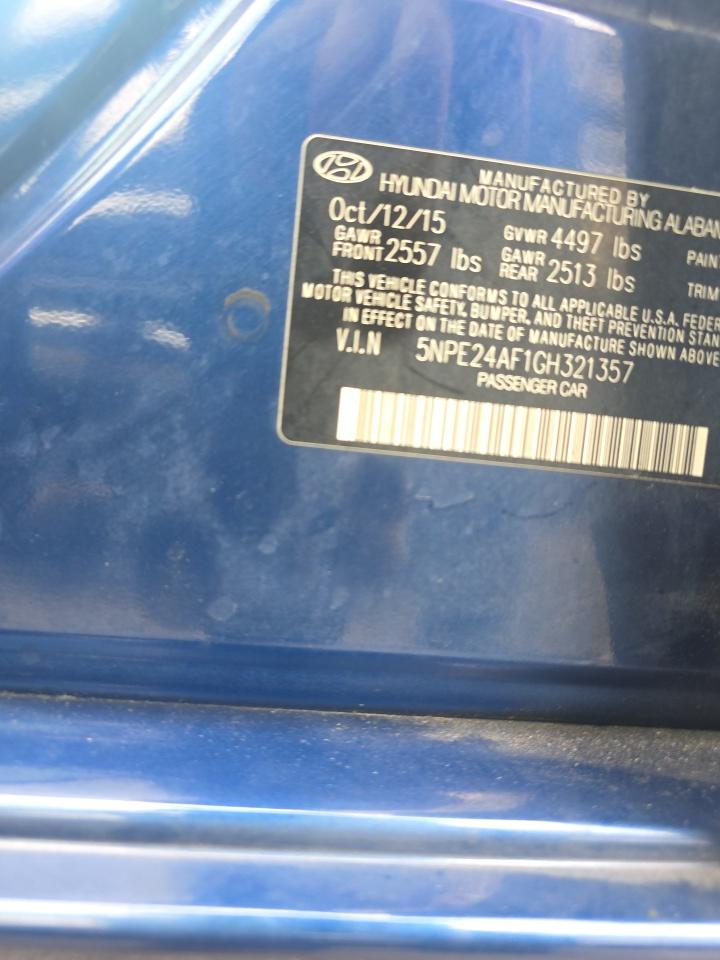 MANUFACTURED BY
HYUNDAI MOTOR MANUFACTURING ALABAM
Oct/12/15 GVWR 4497 lbs PAINT
GAWR FRONT 2557 lbs GAWR REAR 2513 lbs TRIM
THIS VEHICLE CONFORMS TO ALL APPLICABLE U.S.A. FEDER
MOTOR VEHICLE SAFETY, BUMPER, AND THEFT PREVENTION STAN
IN EFFECT ON THE DATE OF MANUFACTURE SHOWN ABOVE
V.I.N 5NPE24AF1GH321357
PASSENGER CAR